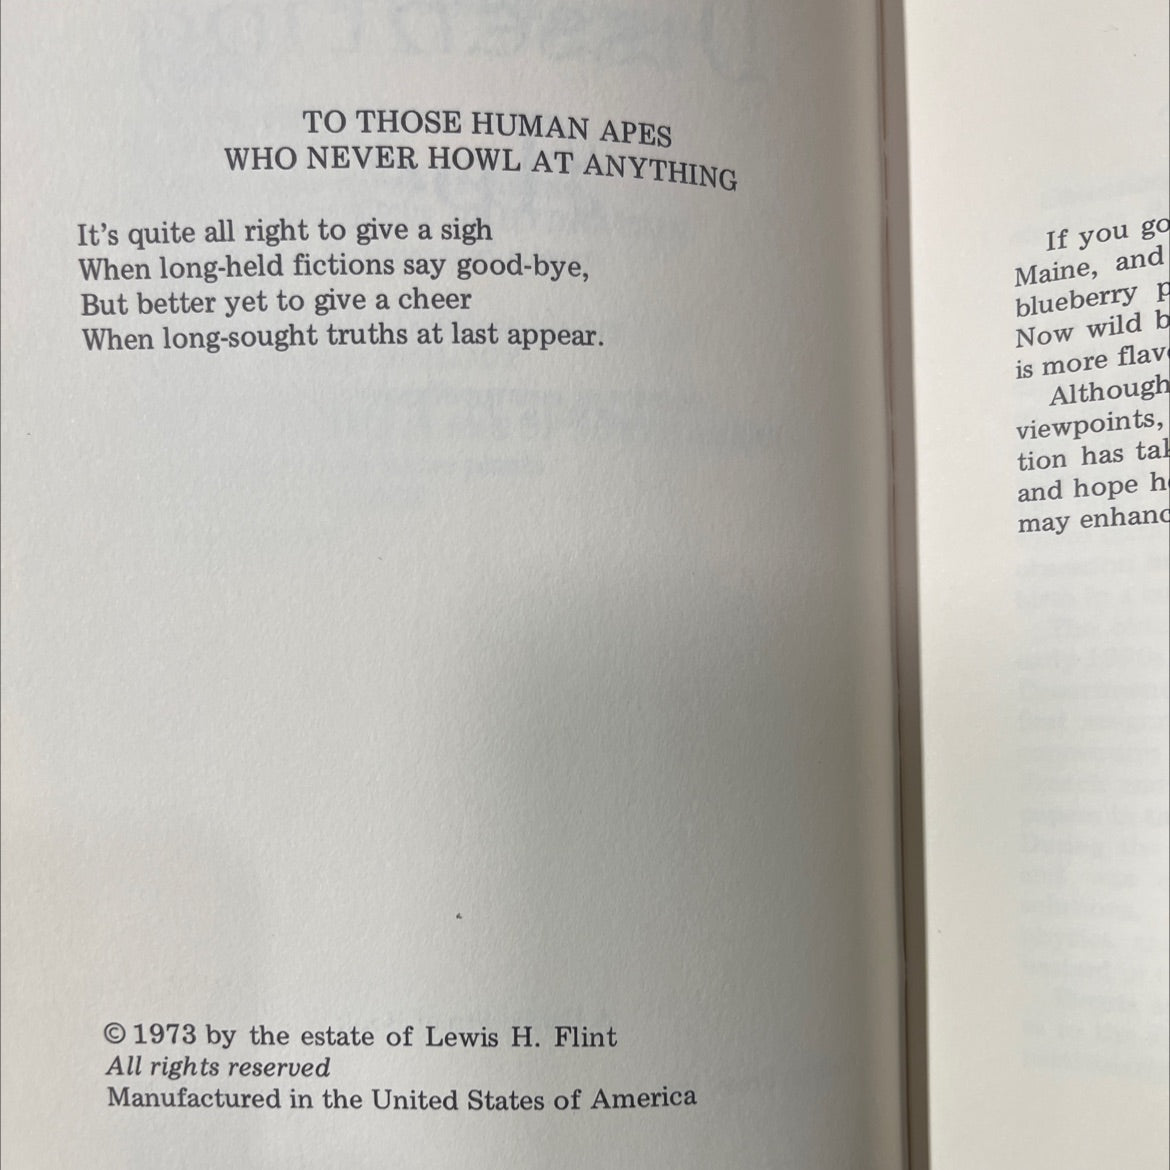 TO THOSE HUMAN APES
WHO NEVER HOWL AT ANYTHING
It's quite all right to give a sigh
When long-held fictions say good-bye,
But better yet to give a cheer
When long-sought truths at last appear.
© 1973 by the estate of Lewis H. Flint
All rights reserved
Manufactured in the United States of America
If you go
Maine, and
blueberry
Now wild
is more
Although
viewpoints,
tion has
and hope
may